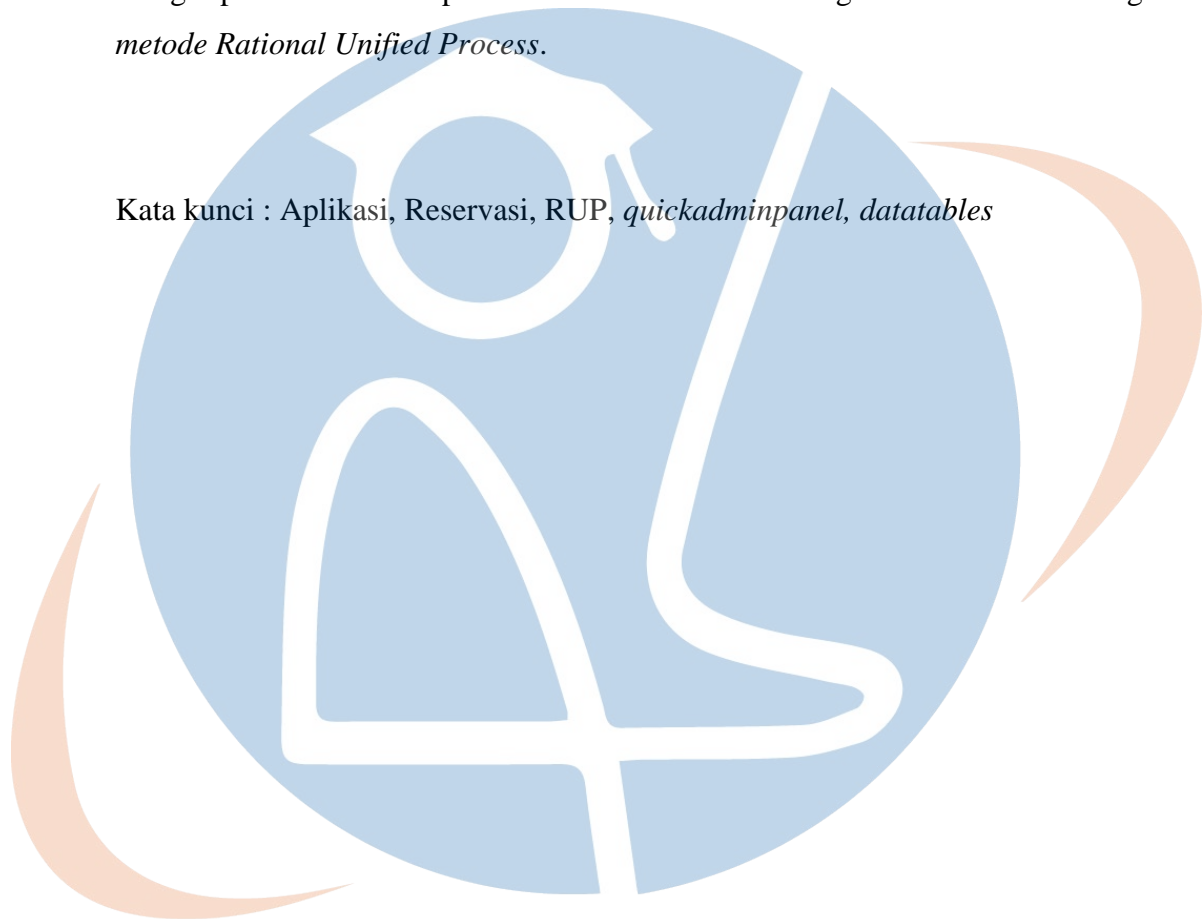 metode Rational Unified Process.
Kata kunci : Aplikasi, Reservasi, RUP, quickadminpanel, datatables